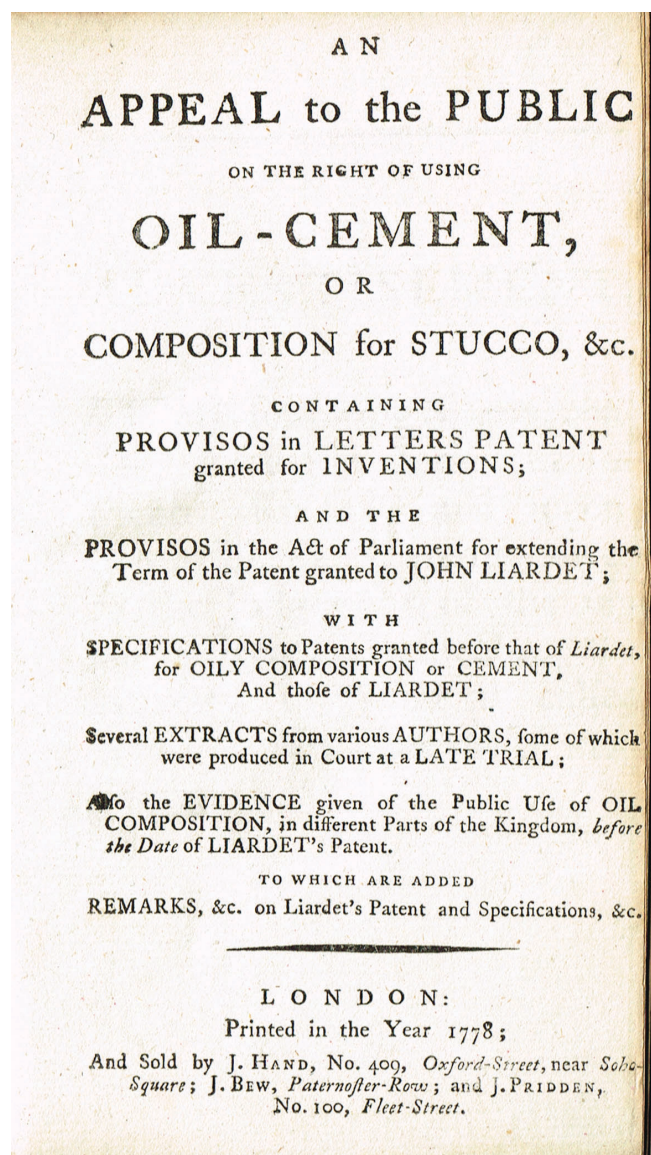 AN
APPEAL to the PUBLIC
ON THE RIGHT OF USING
OIL-CEMENT,
OR
COMPOSITION for STUCCO, &c.
CONTAINING
PROVISOS in LETTERS PATENT
granted for INVENTIONS;
AND THE
PROVISOS in the Act of Parliament for extending the
Term of the Patent granted to JOHN LIARDET;
WITH
SPECIFICATIONS to Patents granted before that of Liardet,
for OILY COMPOSITION or CEMENT,
And thoſe of LIARDET;
Several EXTRACTS from various AUTHORS, ſome of which
were produced in Court at a LATE TRIAL;
Alſo the EVIDENCE given of the Public Uſe of OIL
COMPOSITION, in different Parts of the Kingdom, before
the Date of LIARDET's Patent.
TO WHICH ARE ADDED
REMARKS, &c. on Liardet's Patent and Specifications, &c.
LONDON:
Printed in the Year 1778;
And Sold by J. HAND, No. 409, Oxford-Street, near Soho-
Square; J. BEW, Paternoſter-Row; and J. PRIDDEN,
No. 100, Fleet-Street.